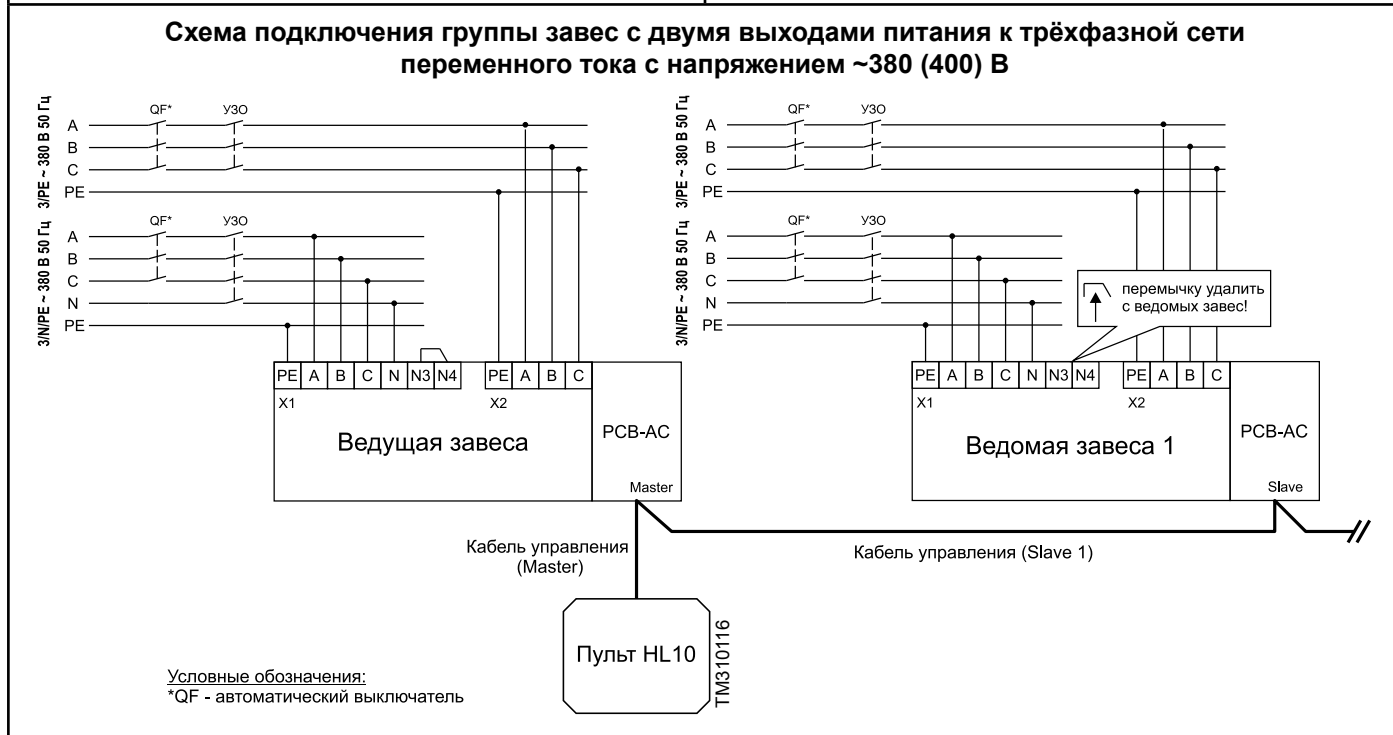 Схема подключения группы завес с двумя выходами питания к трёхфазной сети
переменного тока с напряжением ~380 (400) В
3/PE ~ 380 В 50 Гц
QF* УЗО
A
B
C
PE
3/N/PE ~ 380 В 50 Гц
QF* УЗО
A
B
C
N
PE
PE A B C N N3 N4
PE A B C
X1
X2
Ведущая завеса
PCB-AC
Master
3/PE ~ 380 В 50 Гц
QF* УЗО
A
B
C
PE
3/N/PE ~ 380 В 50 Гц
QF* УЗО
A
B
C
N
PE
перемычку удалить
с ведомых завес!
PE A B C N N3 N4
PE A B C
X1
X2
Ведомая завеса 1
PCB-AC
Slave
Кабель управления
(Master)
Кабель управления (Slave 1)
Пульт HL10
TM310116
Условные обозначения:
*QF - автоматический выключатель